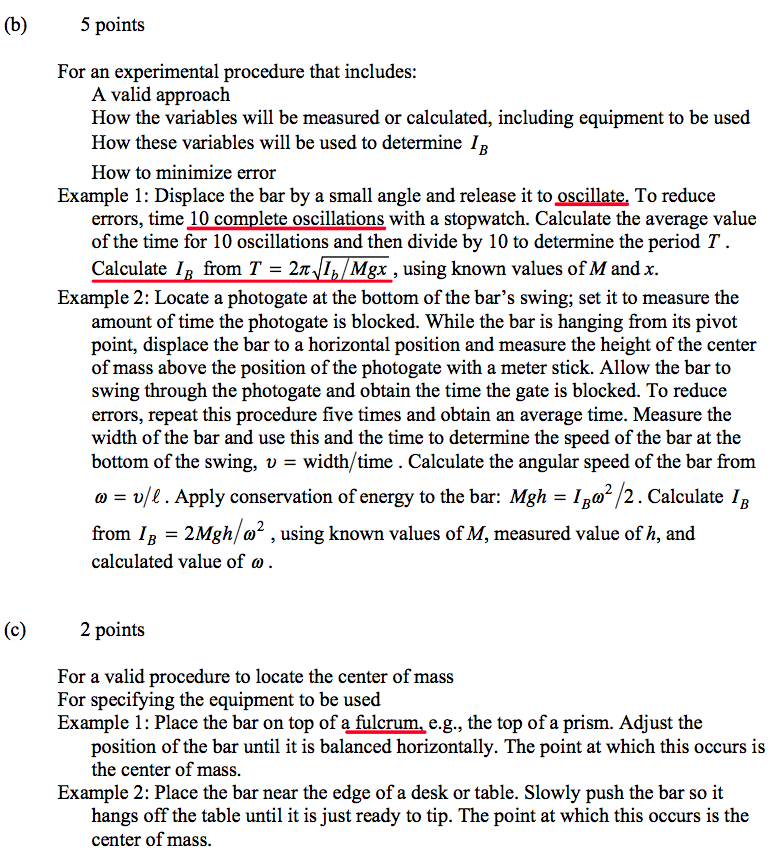 (b) 5 points
For an experimental procedure that includes:
A valid approach
How the variables will be measured or calculated, including equipment to be used
How these variables will be used to determine I_B
How to minimize error
Example 1: Displace the bar by a small angle and release it to oscillate. To reduce
errors, time 10 complete oscillations with a stopwatch. Calculate the average value
of the time for 10 oscillations and then divide by 10 to determine the period T .
Calculate I_B from T = 2π√(I_b/Mgx) , using known values of M and x.
Example 2: Locate a photogate at the bottom of the bar’s swing; set it to measure the
amount of time the photogate is blocked. While the bar is hanging from its pivot
point, displace the bar to a horizontal position and measure the height of the center
of mass above the position of the photogate with a meter stick. Allow the bar to
swing through the photogate and obtain the time the gate is blocked. To reduce
errors, repeat this procedure five times and obtain an average time. Measure the
width of the bar and use this and the time to determine the speed of the bar at the
bottom of the swing, υ = width/time . Calculate the angular speed of the bar from
ω = υ/ℓ . Apply conservation of energy to the bar: Mgh = I_Bω²/2 . Calculate I_B
from I_B = 2Mgh/ω² , using known values of M, measured value of h, and
calculated value of ω .
(c) 2 points
For a valid procedure to locate the center of mass
For specifying the equipment to be used
Example 1: Place the bar on top of a fulcrum, e.g., the top of a prism. Adjust the
position of the bar until it is balanced horizontally. The point at which this occurs is
the center of mass.
Example 2: Place the bar near the edge of a desk or table. Slowly push the bar so it
hangs off the table until it is just ready to tip. The point at which this occurs is the
center of mass.